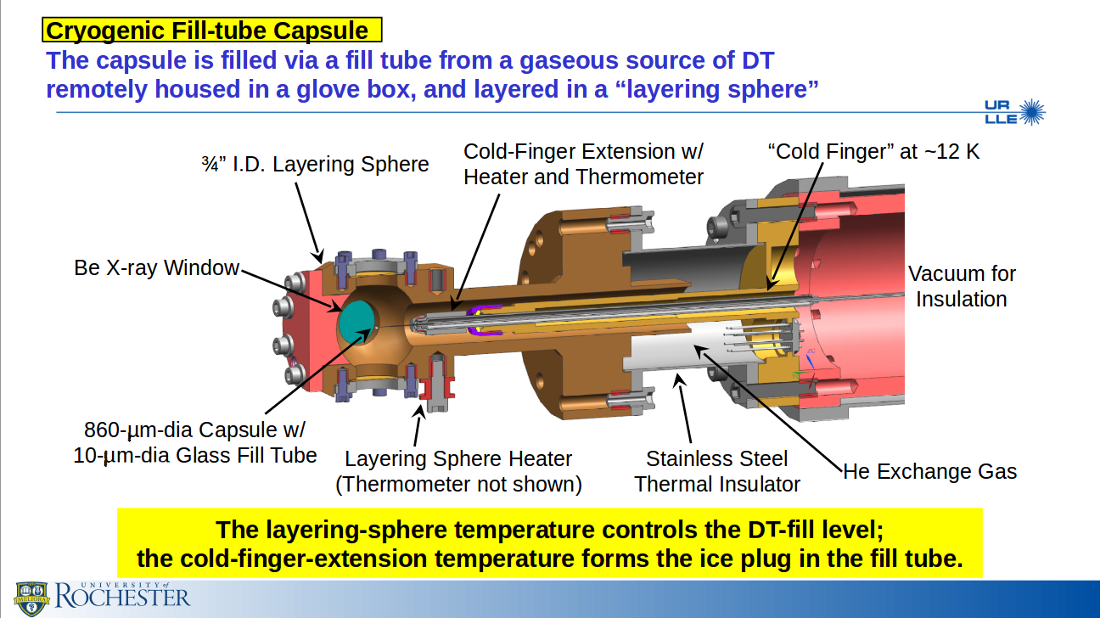 Cryogenic Fill-tube Capsule
The capsule is filled via a fill tube from a gaseous source of DT
remotely housed in a glove box, and layered in a “layering sphere”
UR
LLE
¾” I.D. Layering Sphere
Cold-Finger Extension w/
Heater and Thermometer
“Cold Finger” at ~12 K
Be X-ray Window
Vacuum for
Insulation
860-µm-dia Capsule w/
10-µm-dia Glass Fill Tube
Layering Sphere Heater
(Thermometer not shown)
Stainless Steel
Thermal Insulator
He Exchange Gas
The layering-sphere temperature controls the DT-fill level;
the cold-finger-extension temperature forms the ice plug in the fill tube.
UNIVERSITY of
ROCHESTER